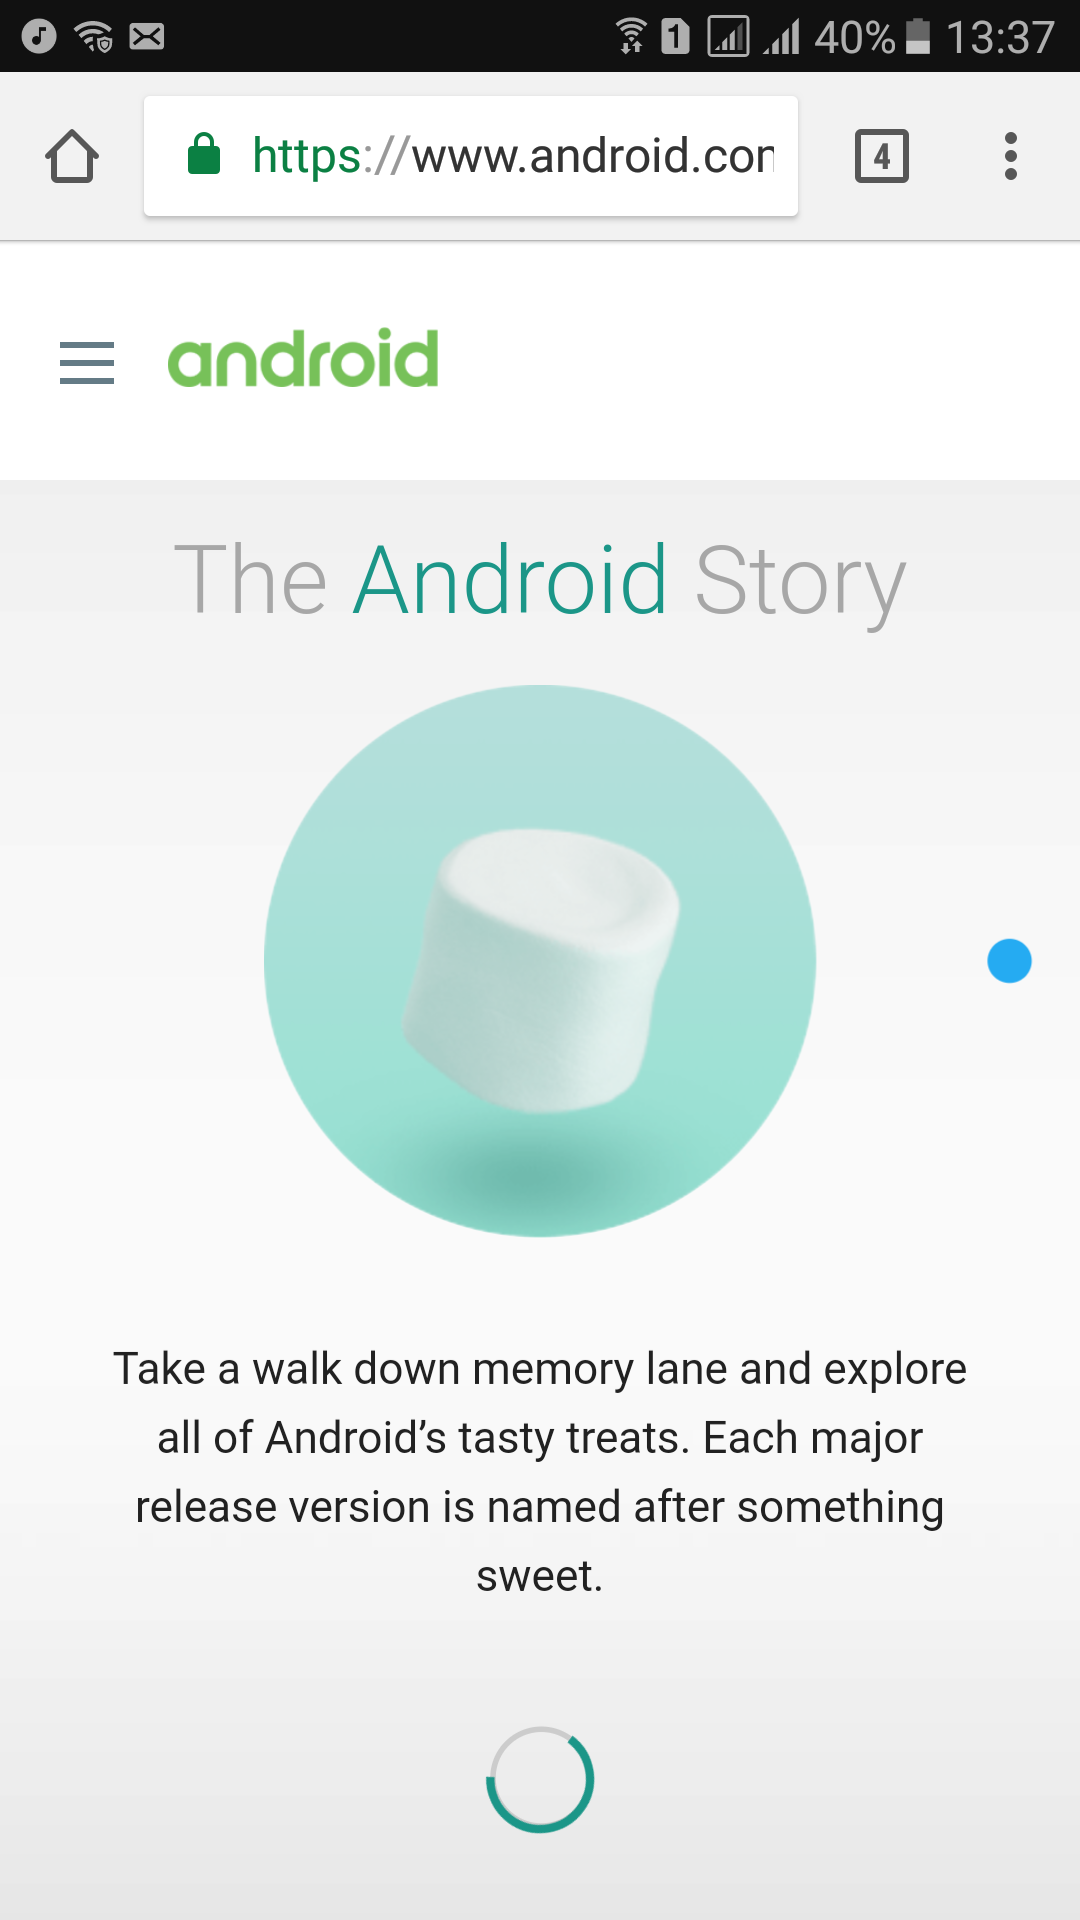 40% 13:37
https://www.android.con
4
android
The Android Story
Take a walk down memory lane and explore
all of Android’s tasty treats. Each major
release version is named after something
sweet.